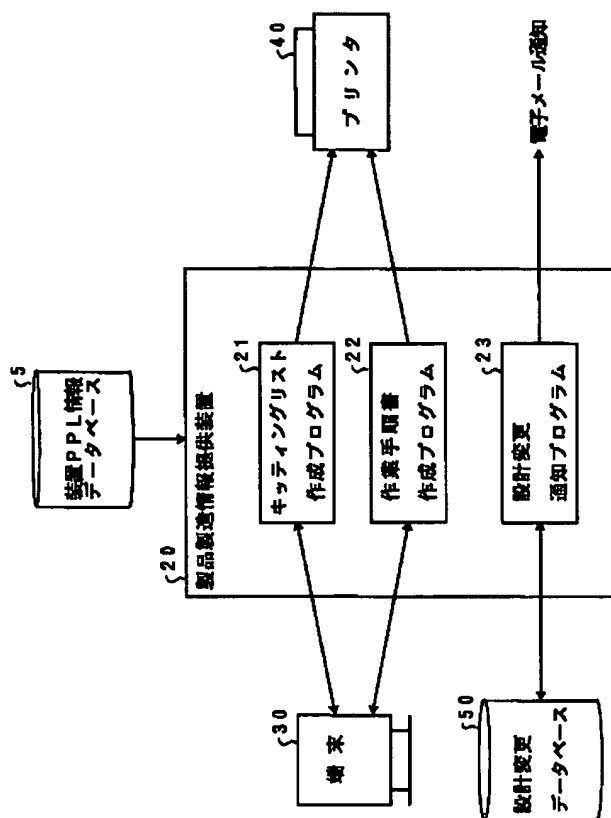 5
装置PPL情報
データベース
20
製品製造情報提供装置
30
端末
21
キッティングリスト
作成プログラム
40
プリンタ
22
作業手順書
作成プログラム
50
設計変更
データベース
23
設計変更
通知プログラム
電子メール通知